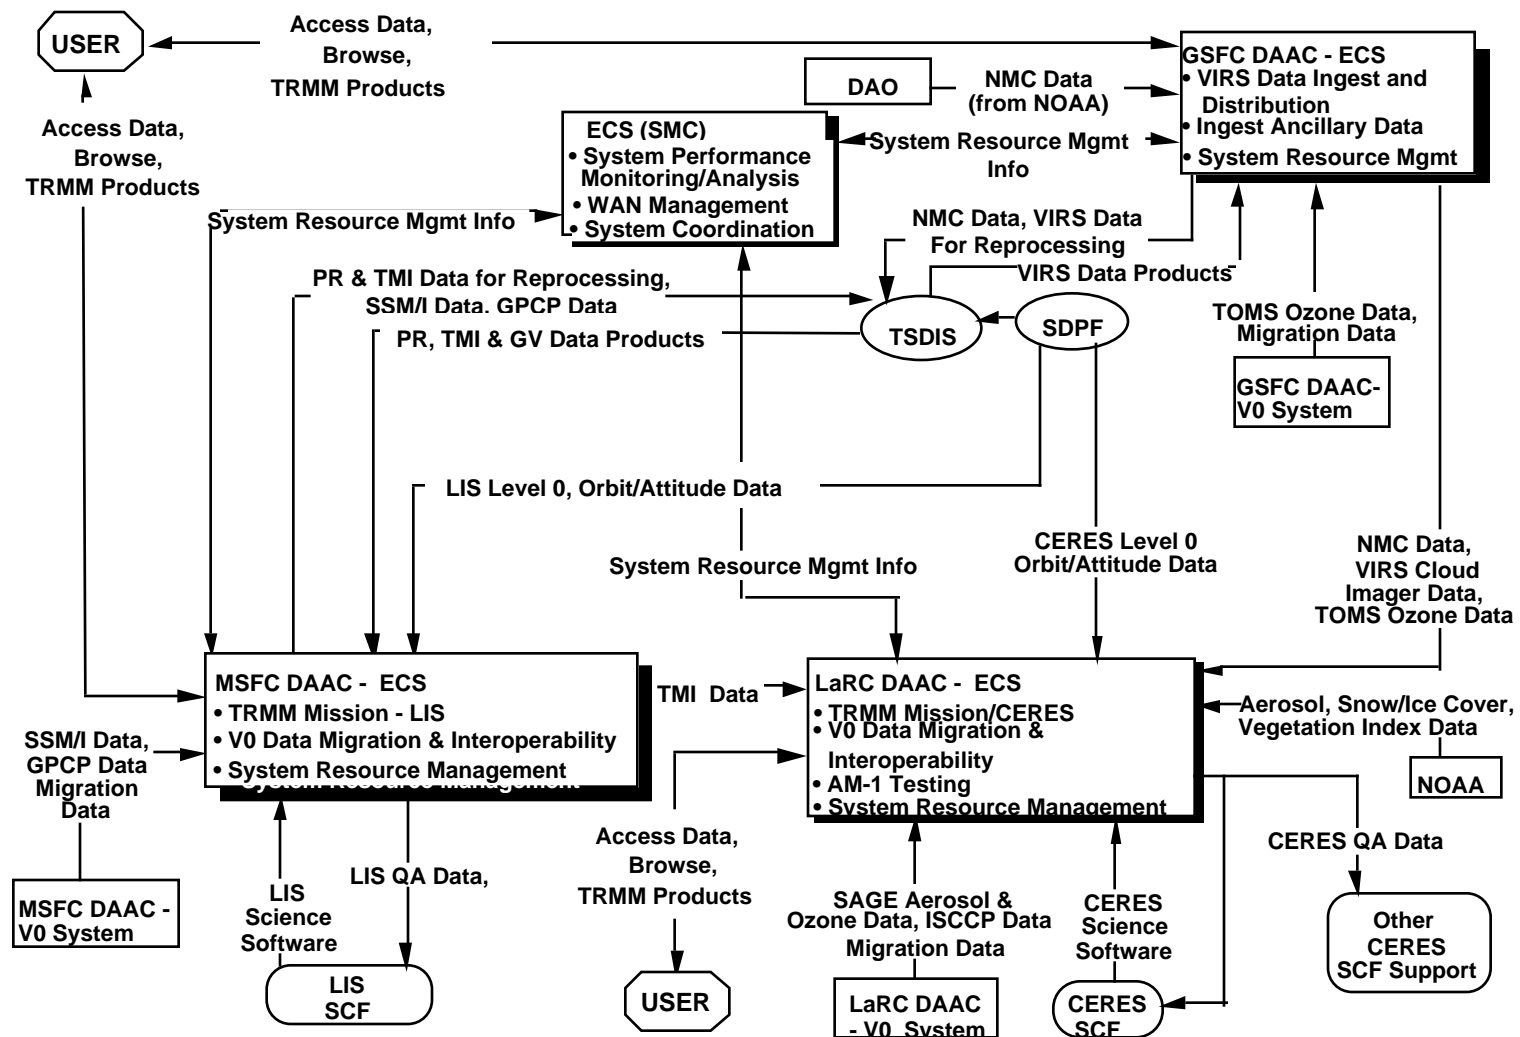 USER
Access Data,
Browse,
TRMM Products
GSFC DAAC - ECS
• VIRS Data Ingest and
Distribution
• Ingest Ancillary Data
• System Resource Mgmt
DAO
NMC Data
(from NOAA)
ECS (SMC)
• System Performance
Monitoring/Analysis
• WAN Management
• System Coordination
System Resource Mgmt
Info
Access Data,
Browse,
TRMM Products
System Resource Mgmt Info
NMC Data, VIRS Data
For Reprocessing
VIRS Data Products
PR & TMI Data for Reprocessing,
SSM/I Data, GPCP Data
PR, TMI & GV Data Products
TSDIS
SDPF
TOMS Ozone Data,
Migration Data
GSFC DAAC-
V0 System
LIS Level 0, Orbit/Attitude Data
System Resource Mgmt Info
CERES Level 0
Orbit/Attitude Data
NMC Data,
VIRS Cloud
Imager Data,
TOMS Ozone Data
MSFC DAAC - ECS
• TRMM Mission - LIS
• V0 Data Migration & Interoperability
• System Resource Management
System Resource Management
TMI Data
LaRC DAAC - ECS
• TRMM Mission/CERES
• V0 Data Migration &
Interoperability
• AM-1 Testing
• System Resource Management
Aerosol, Snow/Ice Cover,
Vegetation Index Data
NOAA
SSM/I Data,
GPCP Data
Migration
Data
MSFC DAAC -
V0 System
LIS
Science
Software
LIS QA Data,
LIS
SCF
Access Data,
Browse,
TRMM Products
USER
SAGE Aerosol &
Ozone Data, ISCCP Data
Migration Data
LaRC DAAC
- V0 System
CERES
Science
Software
CERES
SCF
CERES QA Data
Other
CERES
SCF Support